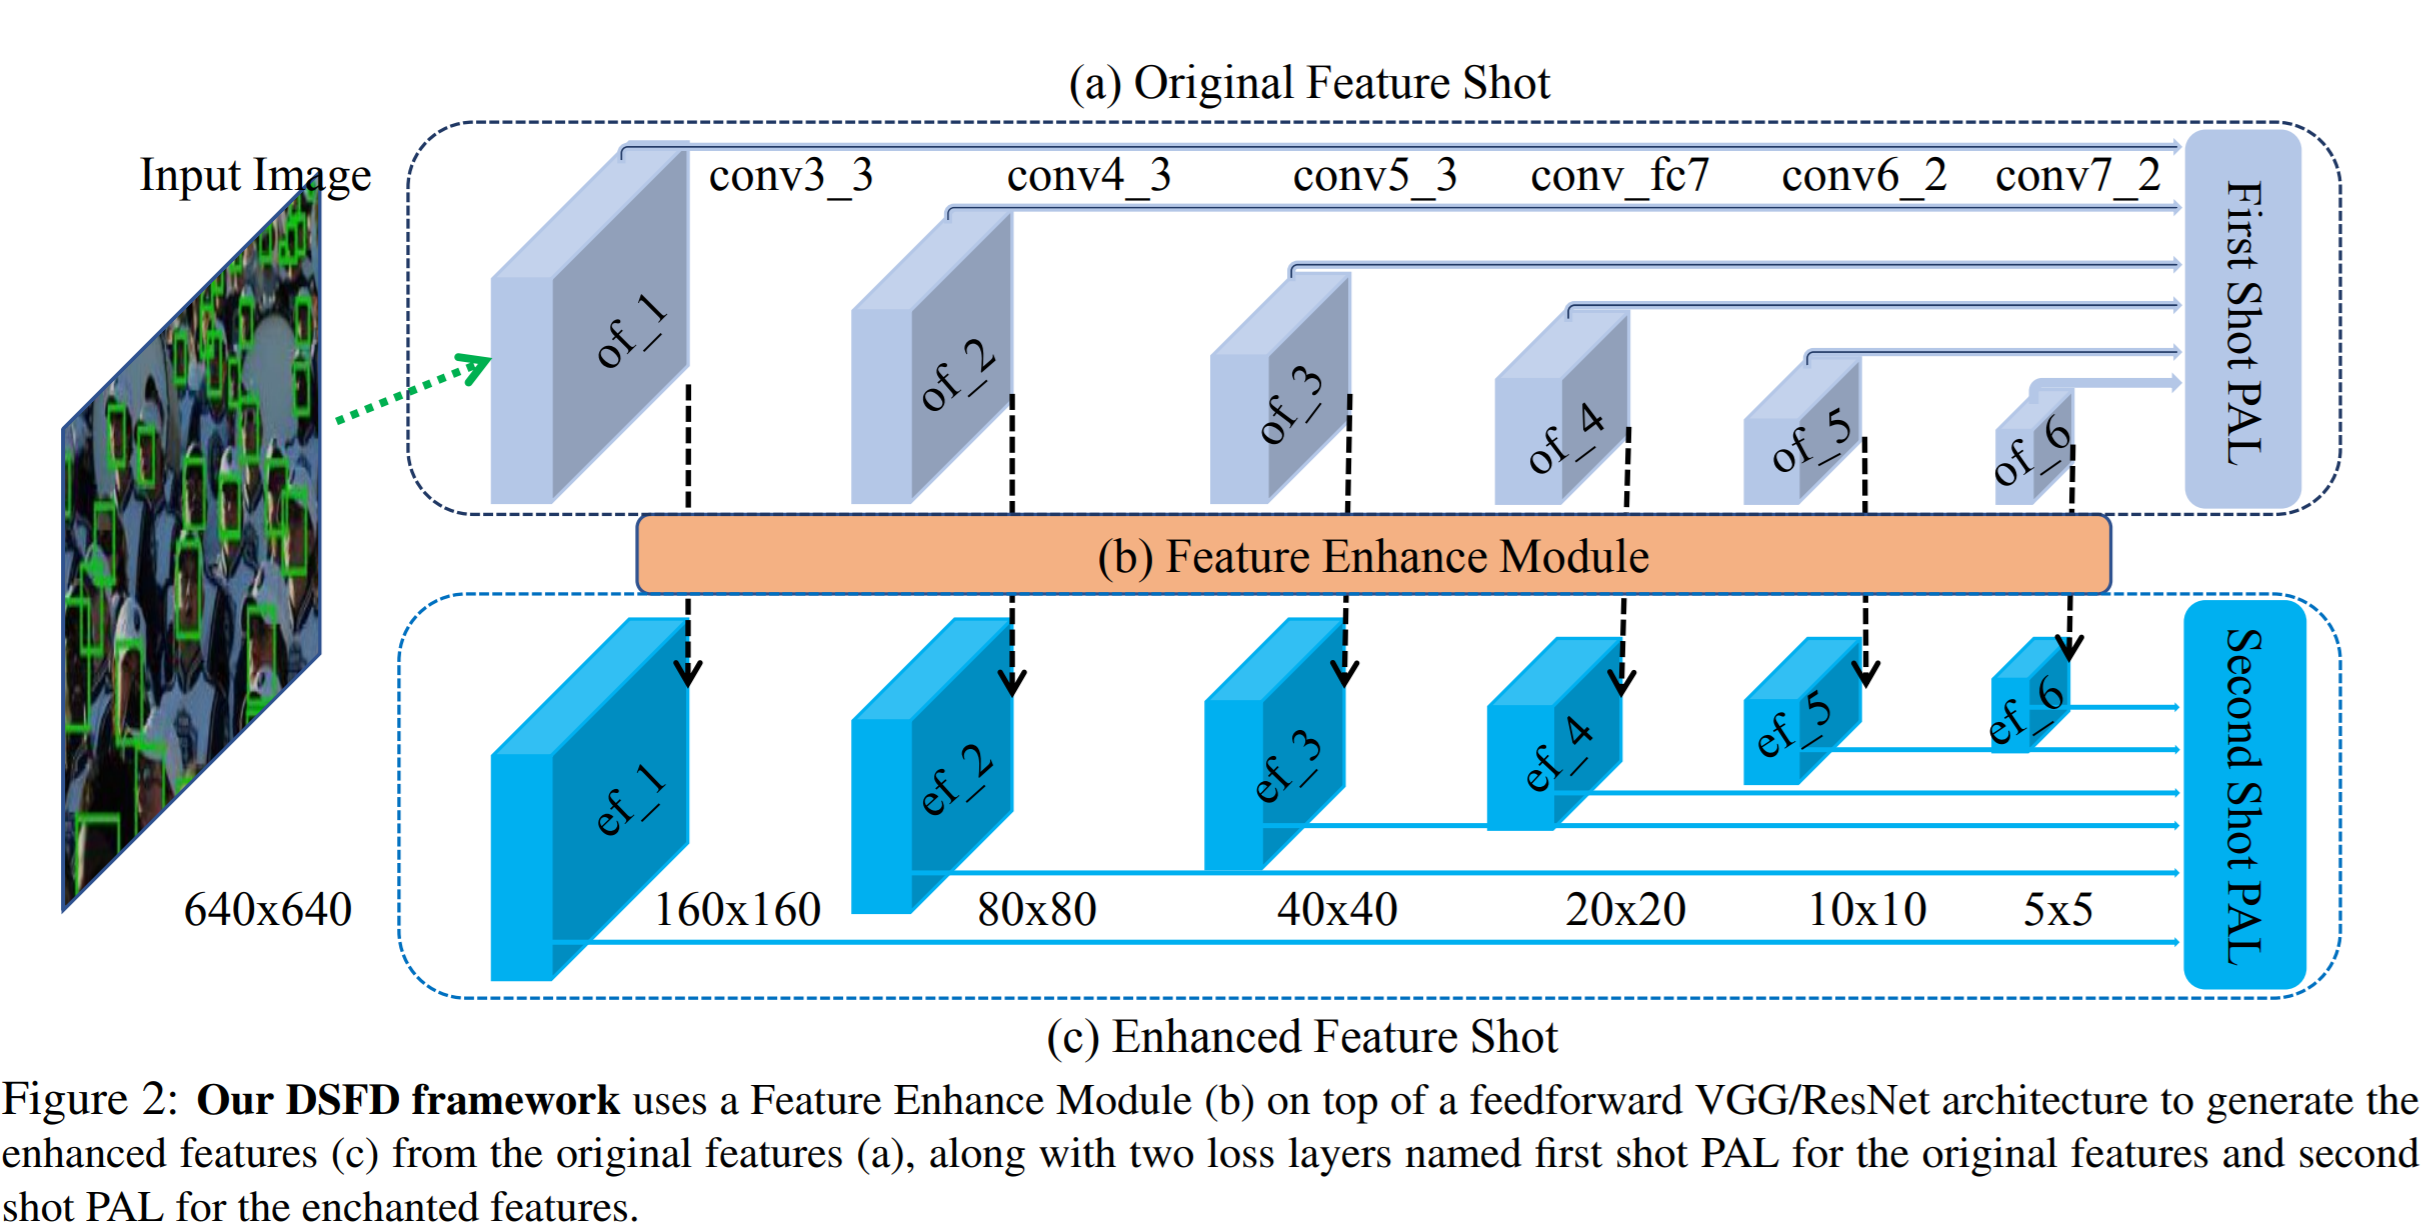 (a) Original Feature Shot
Input Image
conv3_3 conv4_3 conv5_3 conv_fc7 conv6_2 conv7_2
of_1 of_2 of_3 of_4 of_5 of_6
First Shot PAL
(b) Feature Enhance Module
ef_1 ef_2 ef_3 ef_4 ef_5 ef_6
Second Shot PAL
640x640 160x160 80x80 40x40 20x20 10x10 5x5
(c) Enhanced Feature Shot
Figure 2: Our DSFD framework uses a Feature Enhance Module (b) on top of a feedforward VGG/ResNet architecture to generate the
enhanced features (c) from the original features (a), along with two loss layers named first shot PAL for the original features and second
shot PAL for the enchanted features.